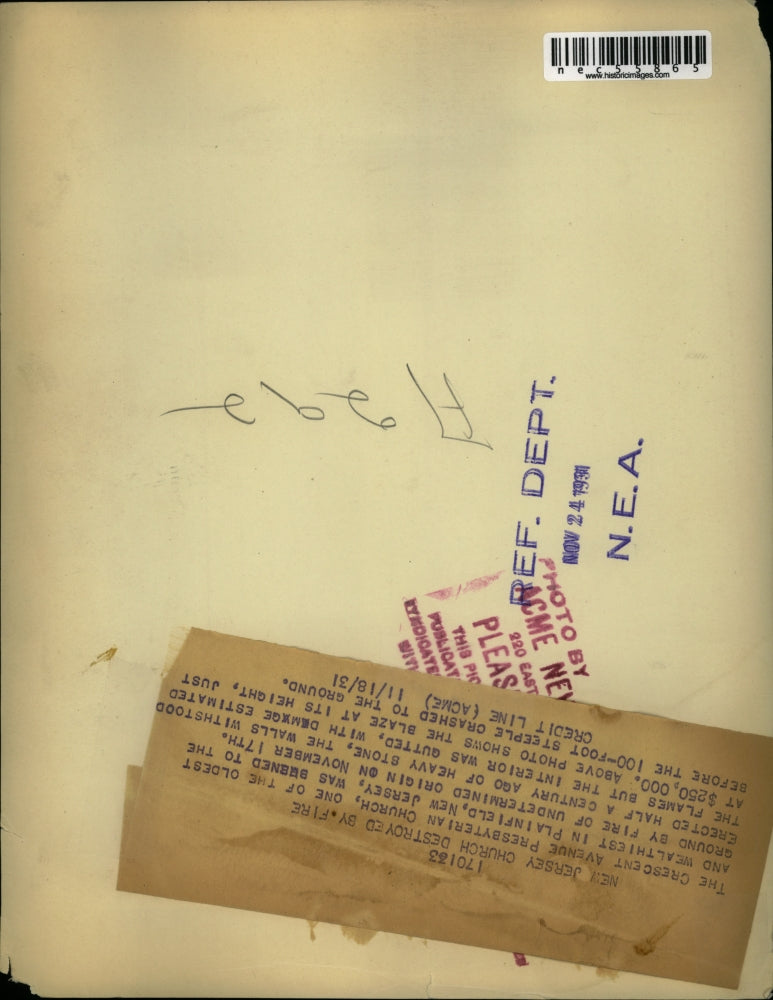 nec55865
www.historicimages.com
REF. DEPT.
NOV 24 1931
N.E.A.
PHOTO BY
ACME NEW
220 EAST
PLEAS
THIS PIC
PUBLICAT
SYNDICATE
WIT
170133
NEW JERSEY CHURCH DESTROYED BY FIRE
THE CRESCENT AVENUE PRESBYTERIAN CHURCH, ONE OF THE OLDEST
AND WEALTHIEST IN PLAINFIELD, NEW JERSEY, WAS BURNED TO THE
GROUND BY FIRE OF UNDETERMINED ORIGIN ON NOVEMBER 17TH.
ERECTED HALF A CENTURY AGO OF HEAVY STONE, THE WALLS WITHSTOOD
THE FLAMES BUT THE INTERIOR WAS GUTTED, WITH DAMAGE ESTIMATED
AT $250,000. ABOVE PHOTO SHOWS THE BLAZE AT ITS HEIGHT, JUST
BEFORE THE 100-FOOT STEEPLE CRASHED TO THE GROUND.
CREDIT LINE (ACME) 11/18/31